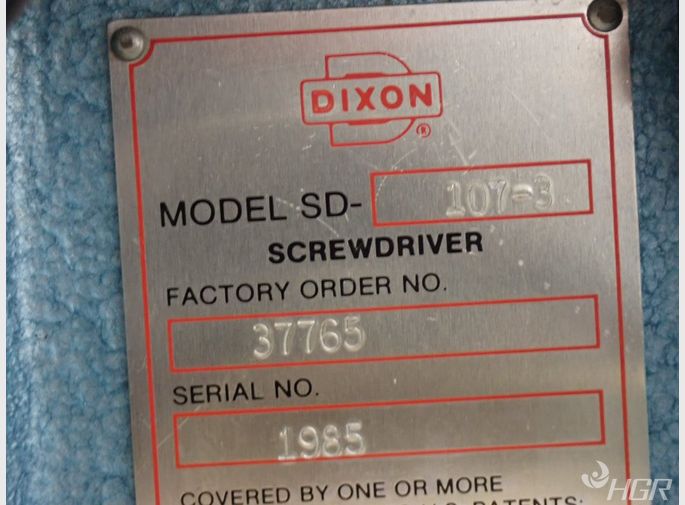 DIXON
®
MODEL SD- 107-3
SCREWDRIVER
FACTORY ORDER NO.
37765
SERIAL NO.
1985
COVERED BY ONE OR MORE
U.S. PATENTS:
HGR